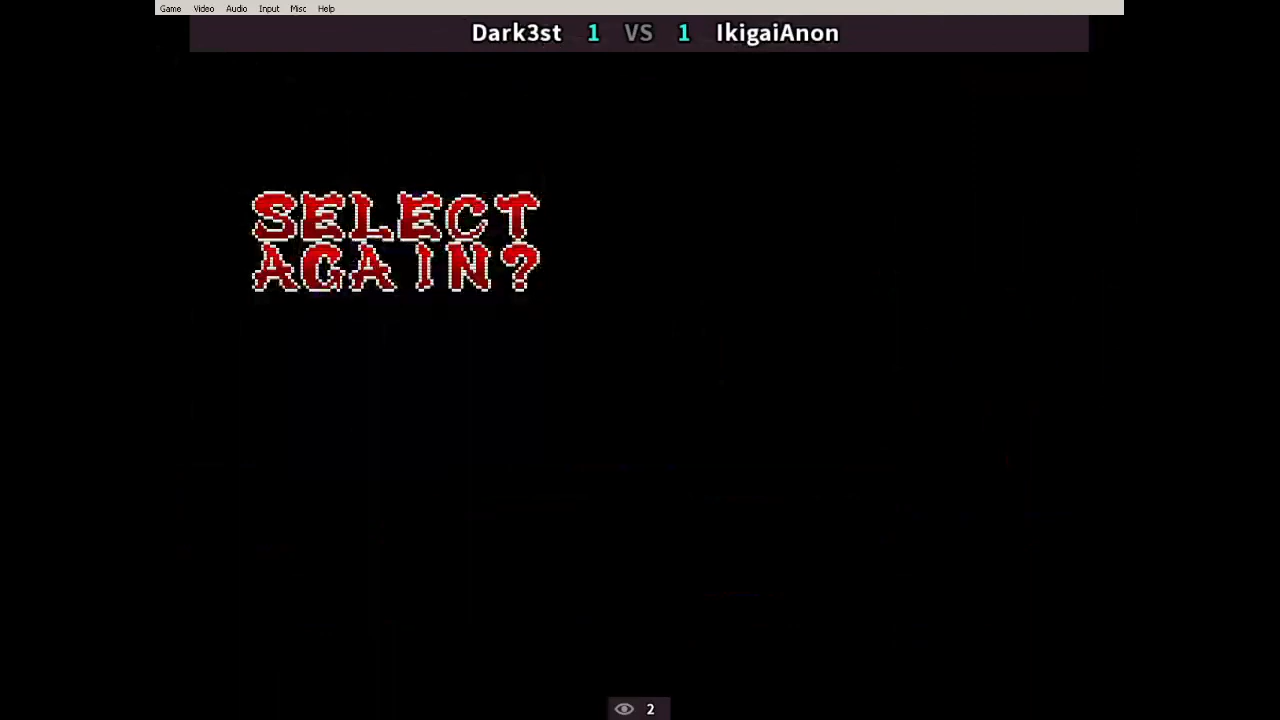 Game Video Audio Input Misc Help
Dark3st 1 VS 1 IkigaiAnon
SELECT
AGAIN?
2